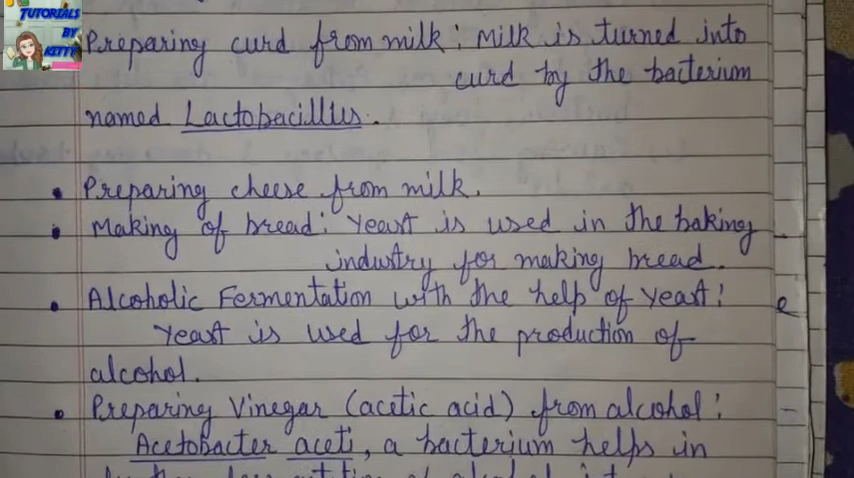 TUTORIALS
BY
KITTY
Preparing curd from milk: Milk is turned into
curd by the bacterium
named Lactobacillus.
• Preparing cheese from milk.
• Making of bread: Yeast is used in the baking
industry for making bread.
• Alcoholic Fermentation with the help of Yeast:
Yeast is used for the production of
alcohol.
• Preparing Vinegar (acetic acid) from alcohol:
Acetobacter aceti, a bacterium helps in